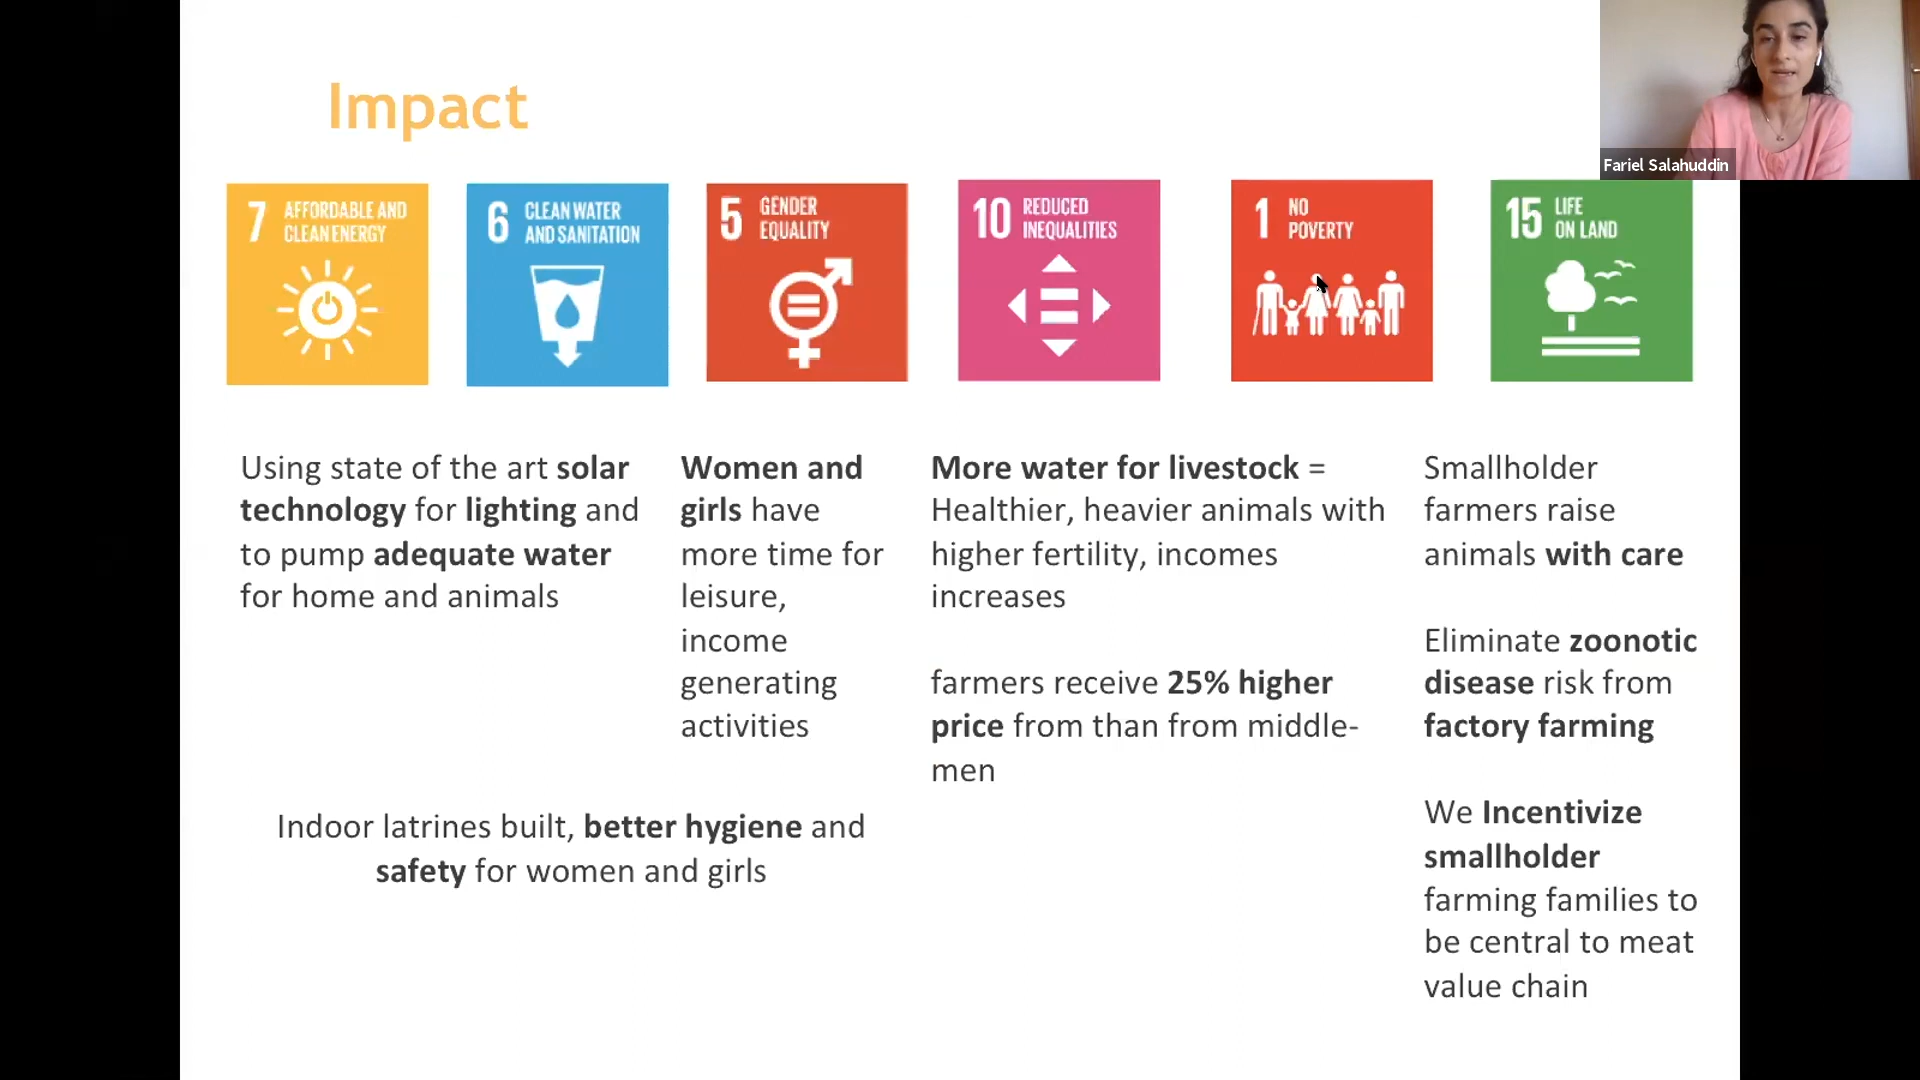 Impact
Fariel Salahuddin
7 AFFORDABLE AND
CLEAN ENERGY
6 CLEAN WATER
AND SANITATION
5 GENDER
EQUALITY
10 REDUCED
INEQUALITIES
1 NO
POVERTY
15 LIFE
ON LAND
Using state of the art solar
technology for lighting and
to pump adequate water
for home and animals
Women and
girls have
more time for
leisure,
income
generating
activities
Indoor latrines built, better hygiene and
safety for women and girls
More water for livestock =
Healthier, heavier animals with
higher fertility, incomes
increases
farmers receive 25% higher
price from than from middle-
men
Smallholder
farmers raise
animals with care
Eliminate zoonotic
disease risk from
factory farming
We Incentivize
smallholder
farming families to
be central to meat
value chain